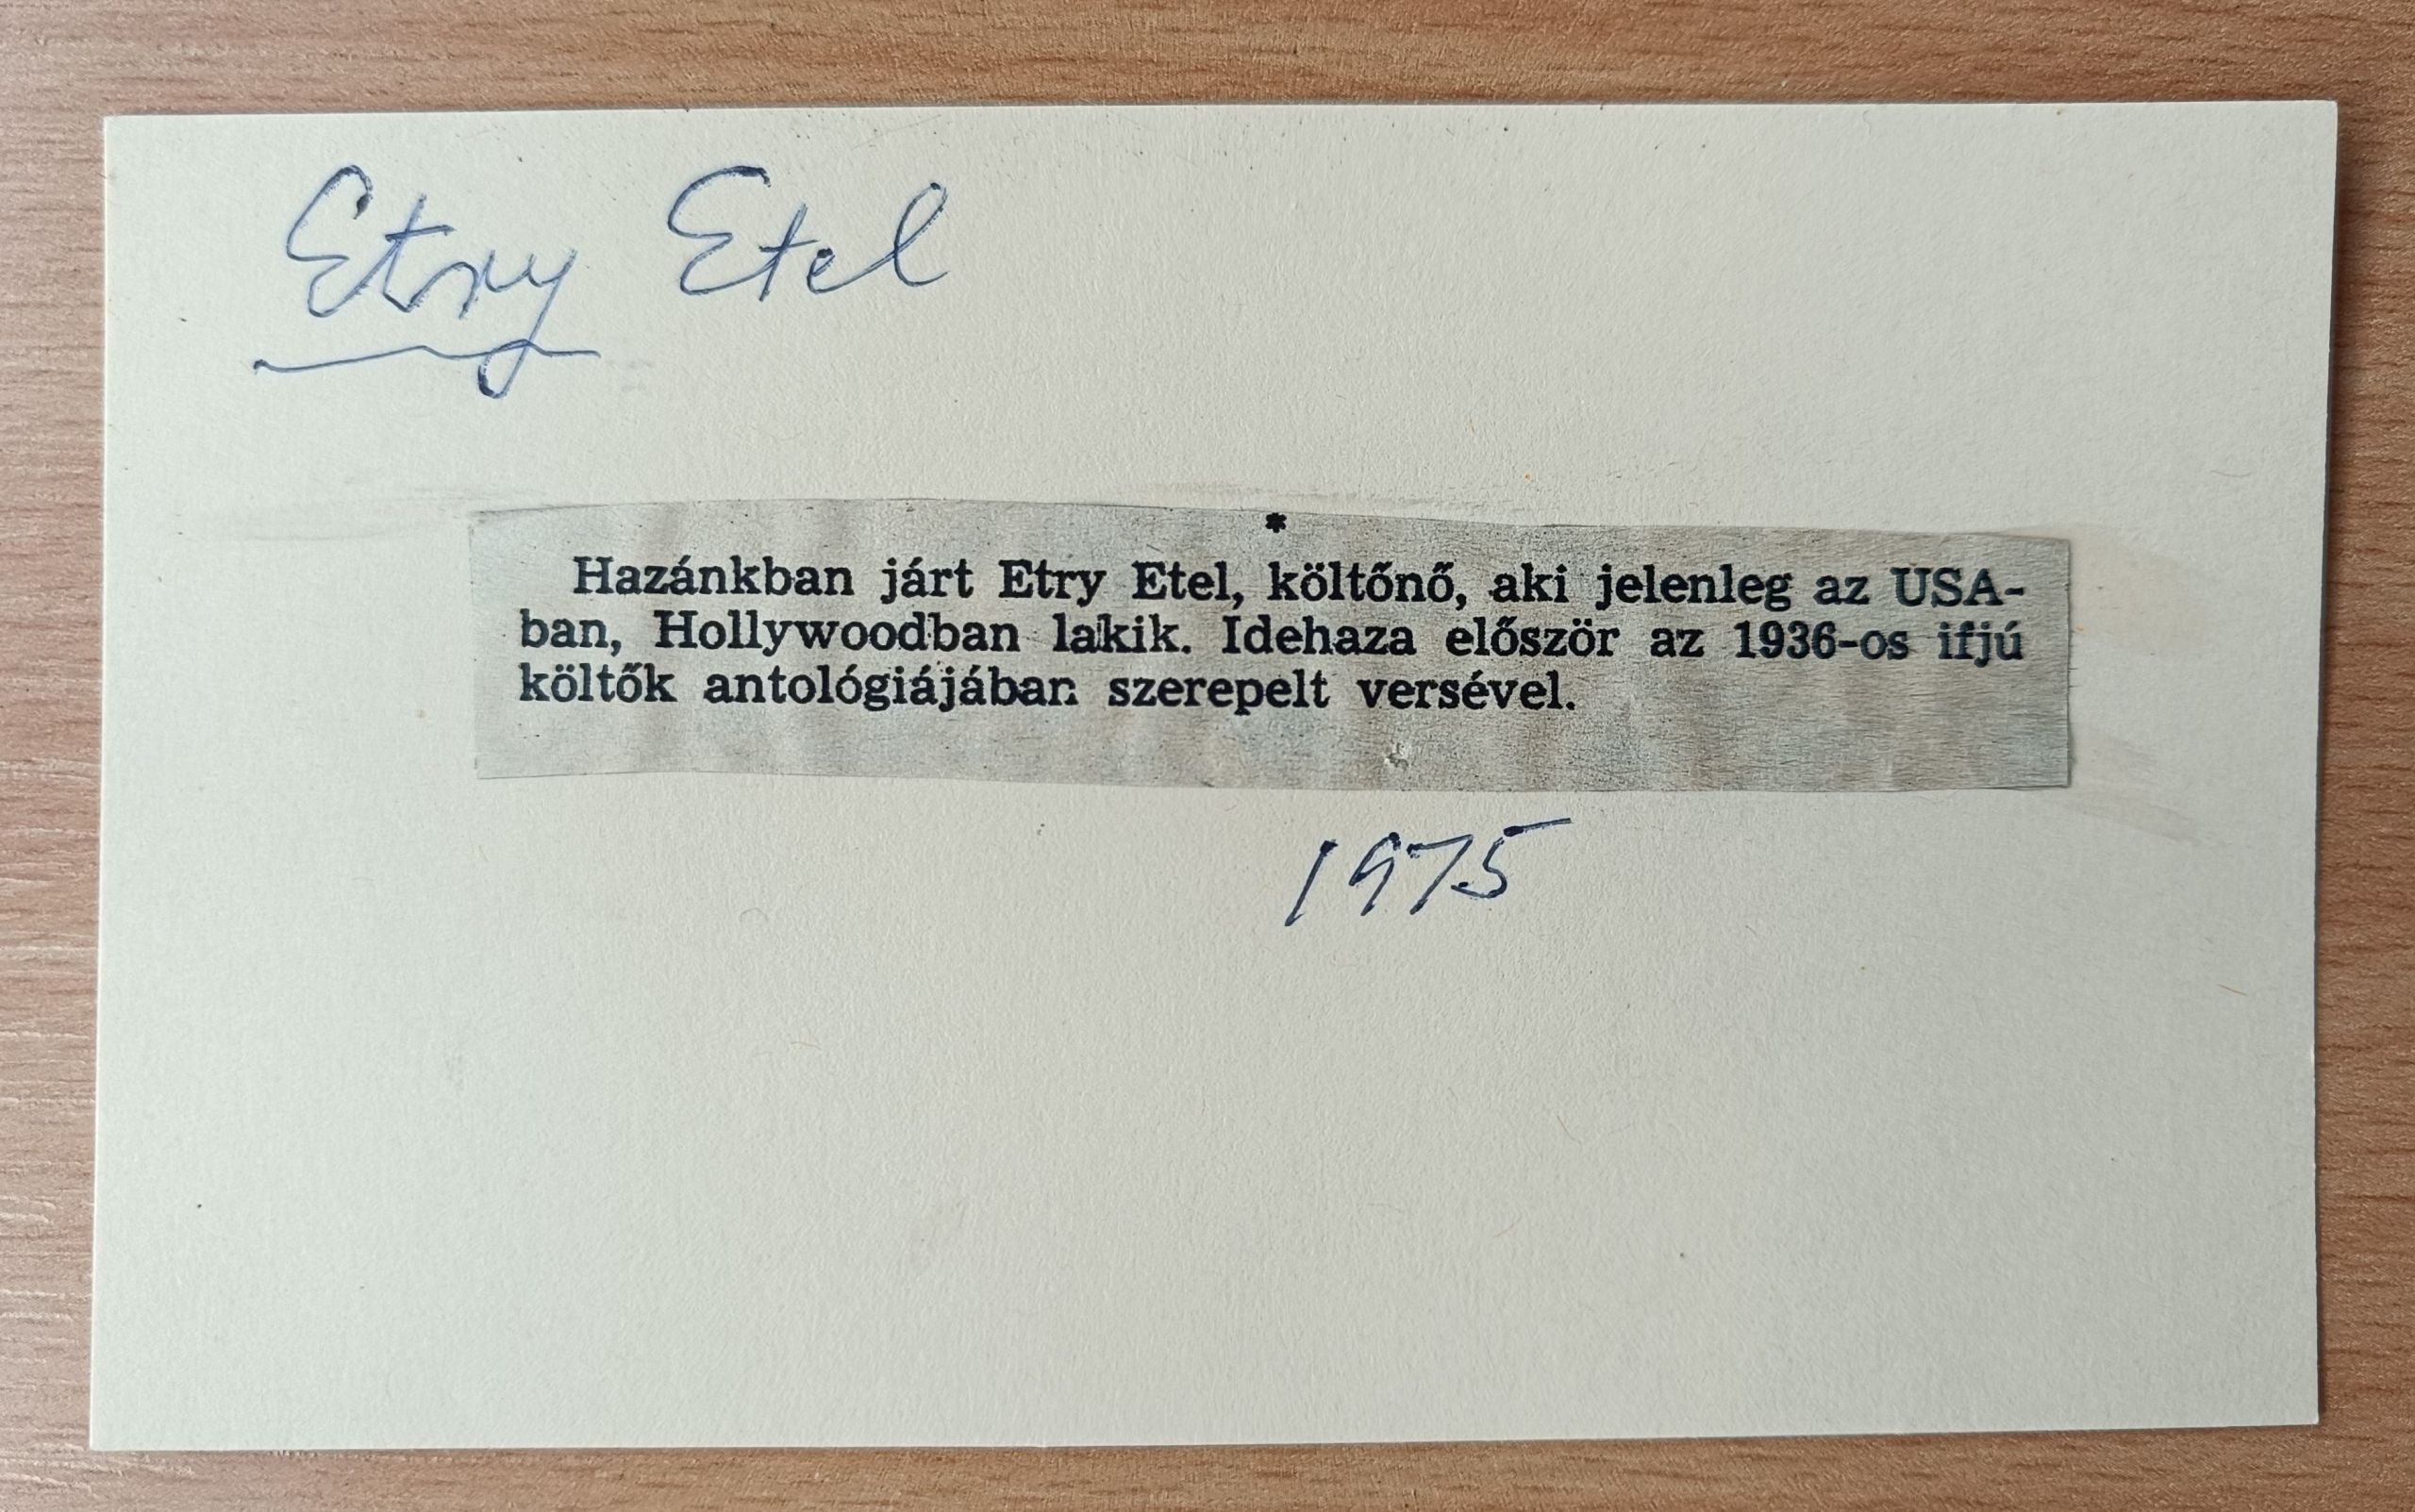 Etry Etel
*
Hazánkban járt Etry Etel, költőnő, aki jelenleg az USA-
ban, Hollywoodban lakik. Idehaza először az 1936-os ifjú
költők antológiájában szerepelt versével.
1975